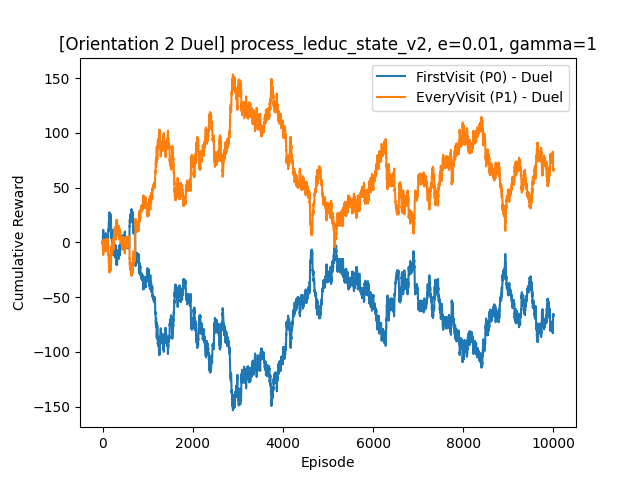 [Orientation 2 Duel] process_leduc_state_v2, e=0.01, gamma=1
FirstVisit (P0) - Duel
EveryVisit (P1) - Duel
150
100
50
0
−50
−100
−150
Cumulative Reward
0 2000 4000 6000 8000 10000
Episode